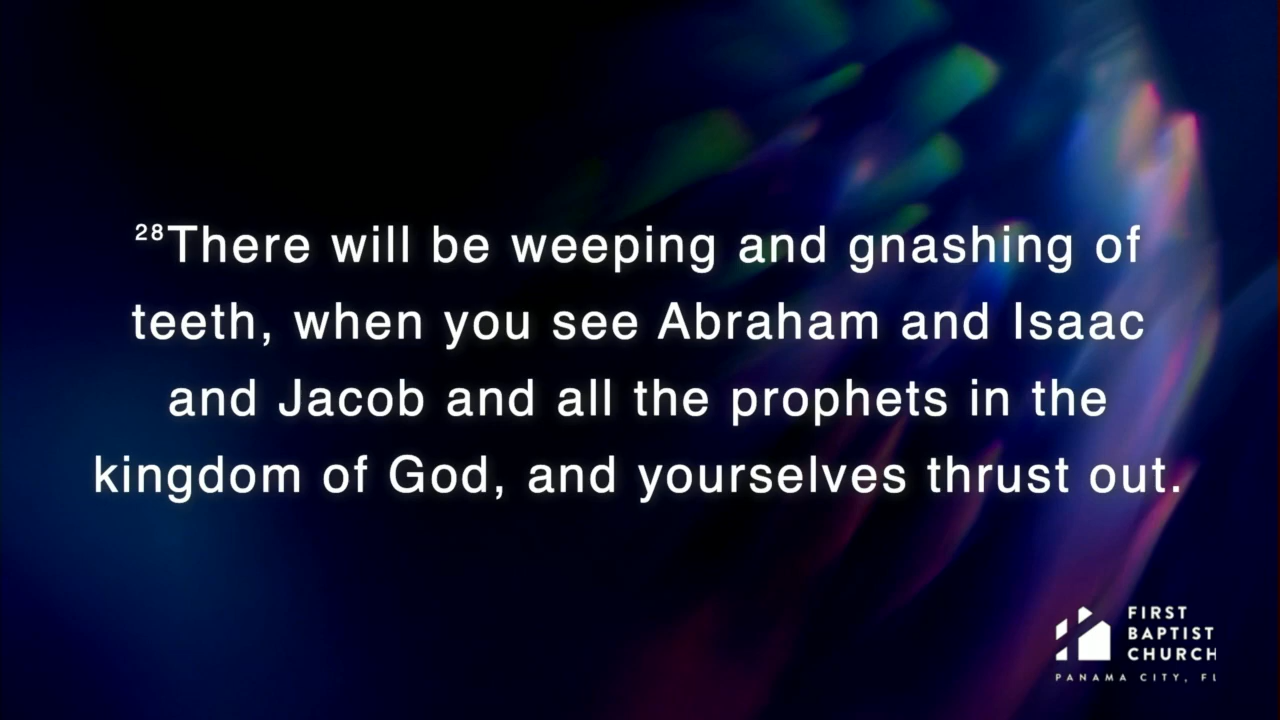 ²⁸There will be weeping and gnashing of
teeth, when you see Abraham and Isaac
and Jacob and all the prophets in the
kingdom of God, and yourselves thrust out.
FIRST
BAPTIST
CHURCH
PANAMA CITY, FL